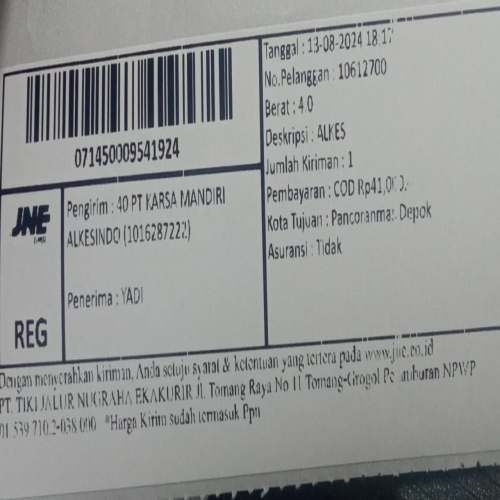 071450009541924
Tanggal : 13-08-2024 18:17
No.Pelanggan : 10612700
Berat : 4.0
Deskripsi : ALKES
Jumlah Kiriman : 1
Pembayaran : COD Rp41,000.-
Kota Tujuan : Pancoranmas Depok
Asuransi : Tidak
JNE
REG
Pengirim : 40 PT KARSA MANDIRI
ALKESINDO (1016287222)
Penerima : YADI
Dengan menyerahkan kiriman, Anda setuju syarat & ketentuan yang tertera pada www.jne.co.id
PT. TIKI JALUR NUGRAHA EKAKURIR Jl. Tomang Raya No 11 Tomang-Grogol Petamburan NPWP
01 539 710.2-038 000 *Harga Kirim sudah termasuk Ppn